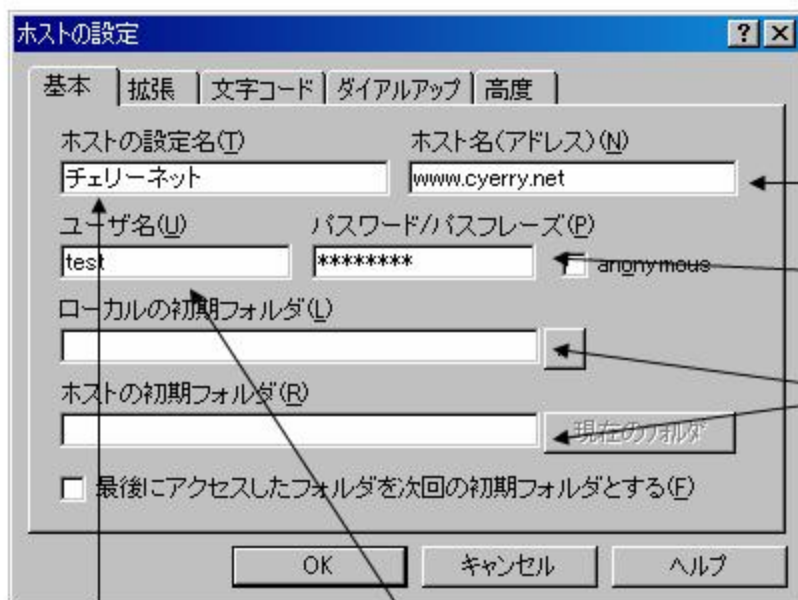 ホストの設定
基本 拡張 文字コード ダイアルアップ 高度
ホストの設定名(T) ホスト名(アドレス)(N)
チェリーネット www.cyerry.net
ユーザ名(U) パスワード/パスフレーズ(P)
test ******** anonymous
ローカルの初期フォルダ(L)
ホストの初期フォルダ(R)
現在のフォルダ
最後にアクセスしたフォルダを次回の初期フォルダとする(F)
OK キャンセル ヘルプ